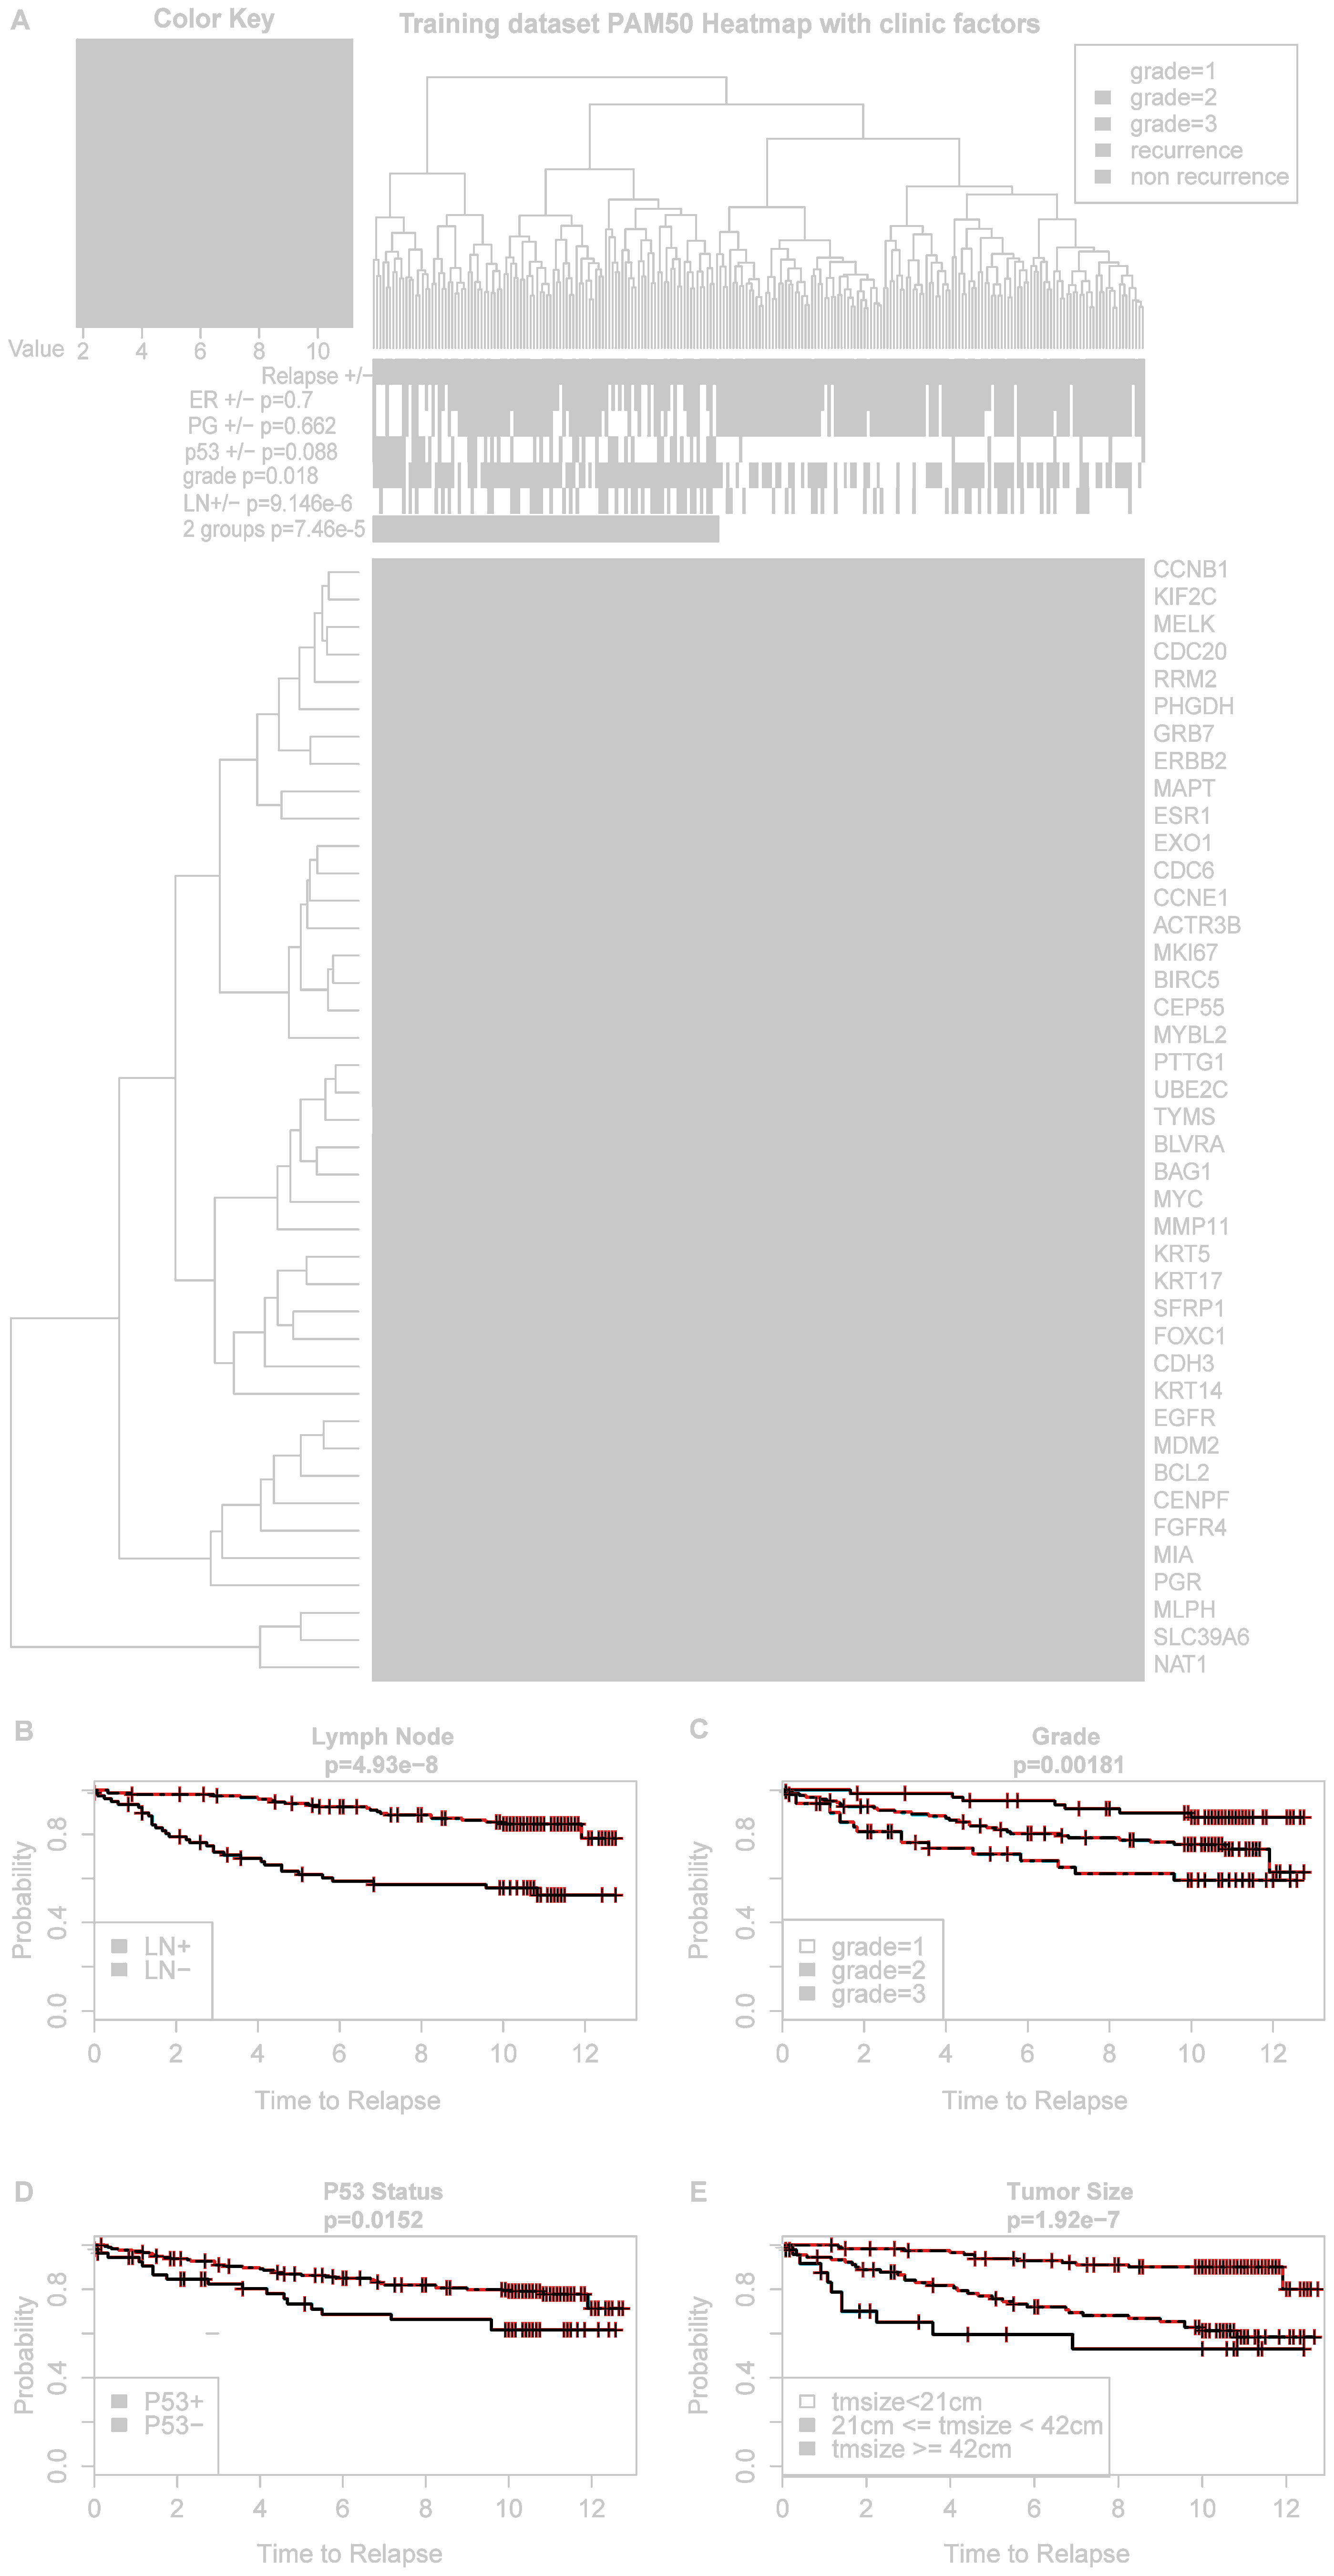 A
Color Key
Training dataset PAM50 Heatmap with clinic factors
grade=1
grade=2
grade=3
recurrence
non recurrence
Value 2 4 6 8 10
Relapse +/−
ER +/− p=0.7
PG +/− p=0.662
p53 +/− p=0.088
grade p=0.018
LN+/− p=9.146e-6
2 groups p=7.46e-5
CCNB1
KIF2C
MELK
CDC20
RRM2
PHGDH
GRB7
ERBB2
MAPT
ESR1
EXO1
CDC6
CCNE1
ACTR3B
MKI67
BIRC5
CEP55
MYBL2
PTTG1
UBE2C
TYMS
BLVRA
BAG1
MYC
MMP11
KRT5
KRT17
SFRP1
FOXC1
CDH3
KRT14
EGFR
MDM2
BCL2
CENPF
FGFR4
MIA
PGR
MLPH
SLC39A6
NAT1
B
Lymph Node
p=4.93e−8
Probability
0.8
0.4
0.0
LN+
LN−
0 2 4 6 8 10 12
Time to Relapse
C
Grade
p=0.00181
Probability
0.8
0.4
0.0
grade=1
grade=2
grade=3
0 2 4 6 8 10 12
Time to Relapse
D
P53 Status
p=0.0152
Probability
0.8
0.4
0.0
P53+
P53−
0 2 4 6 8 10 12
Time to Relapse
E
Tumor Size
p=1.92e−7
Probability
0.8
0.4
0.0
tmsize<21cm
21cm <= tmsize < 42cm
tmsize >= 42cm
0 2 4 6 8 10 12
Time to Relapse